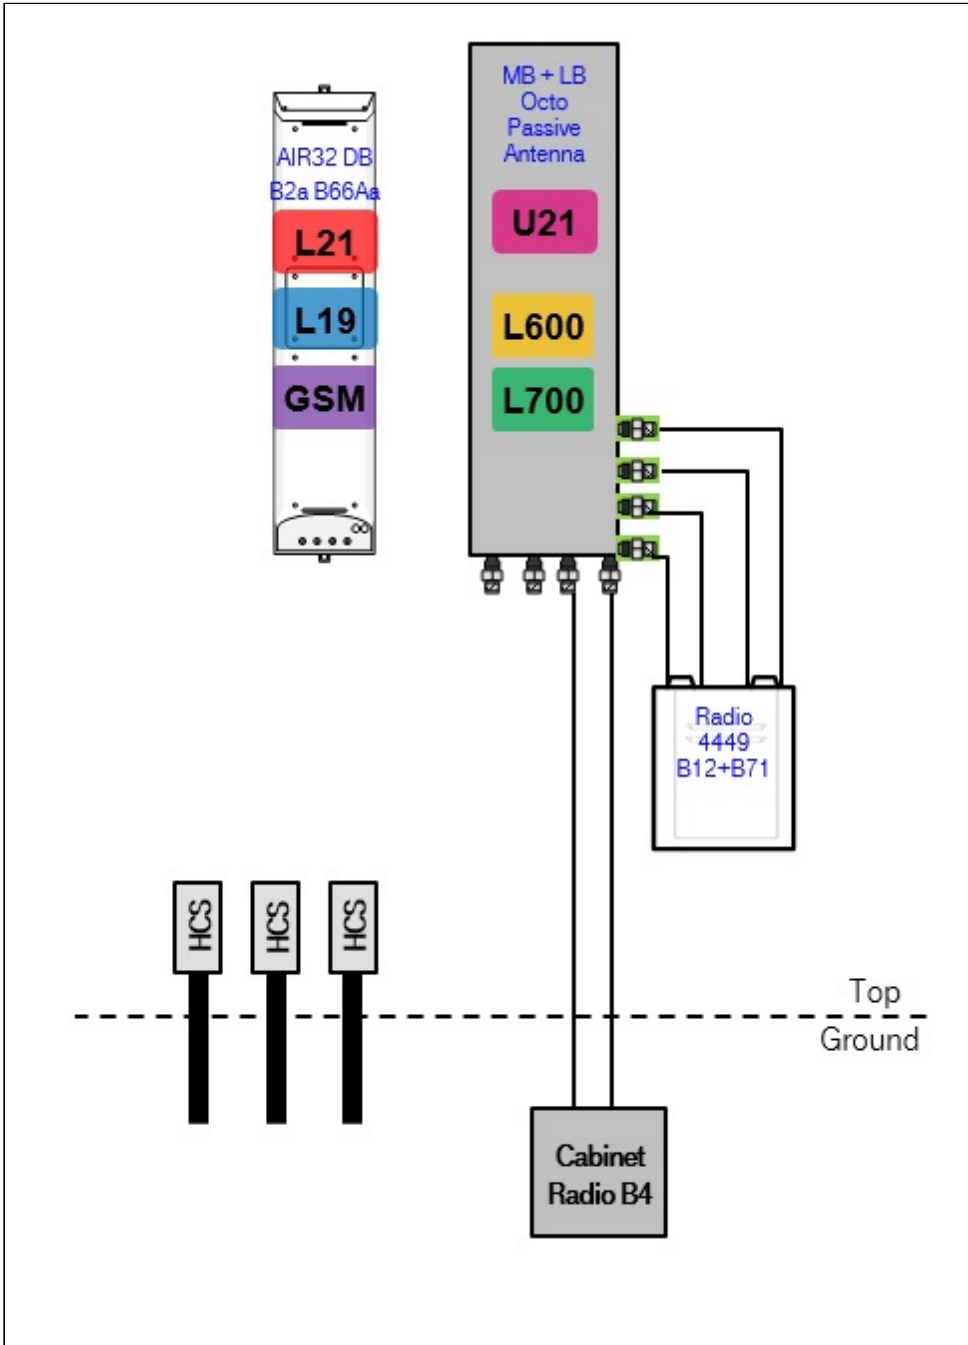 AIR32 DB
B2a B66Aa
L21
L19
GSM
MB + LB
Octo
Passive
Antenna
U21
L600
L700
Radio
4449
B12+B71
HCS
HCS
HCS
Top
Ground
Cabinet
Radio B4